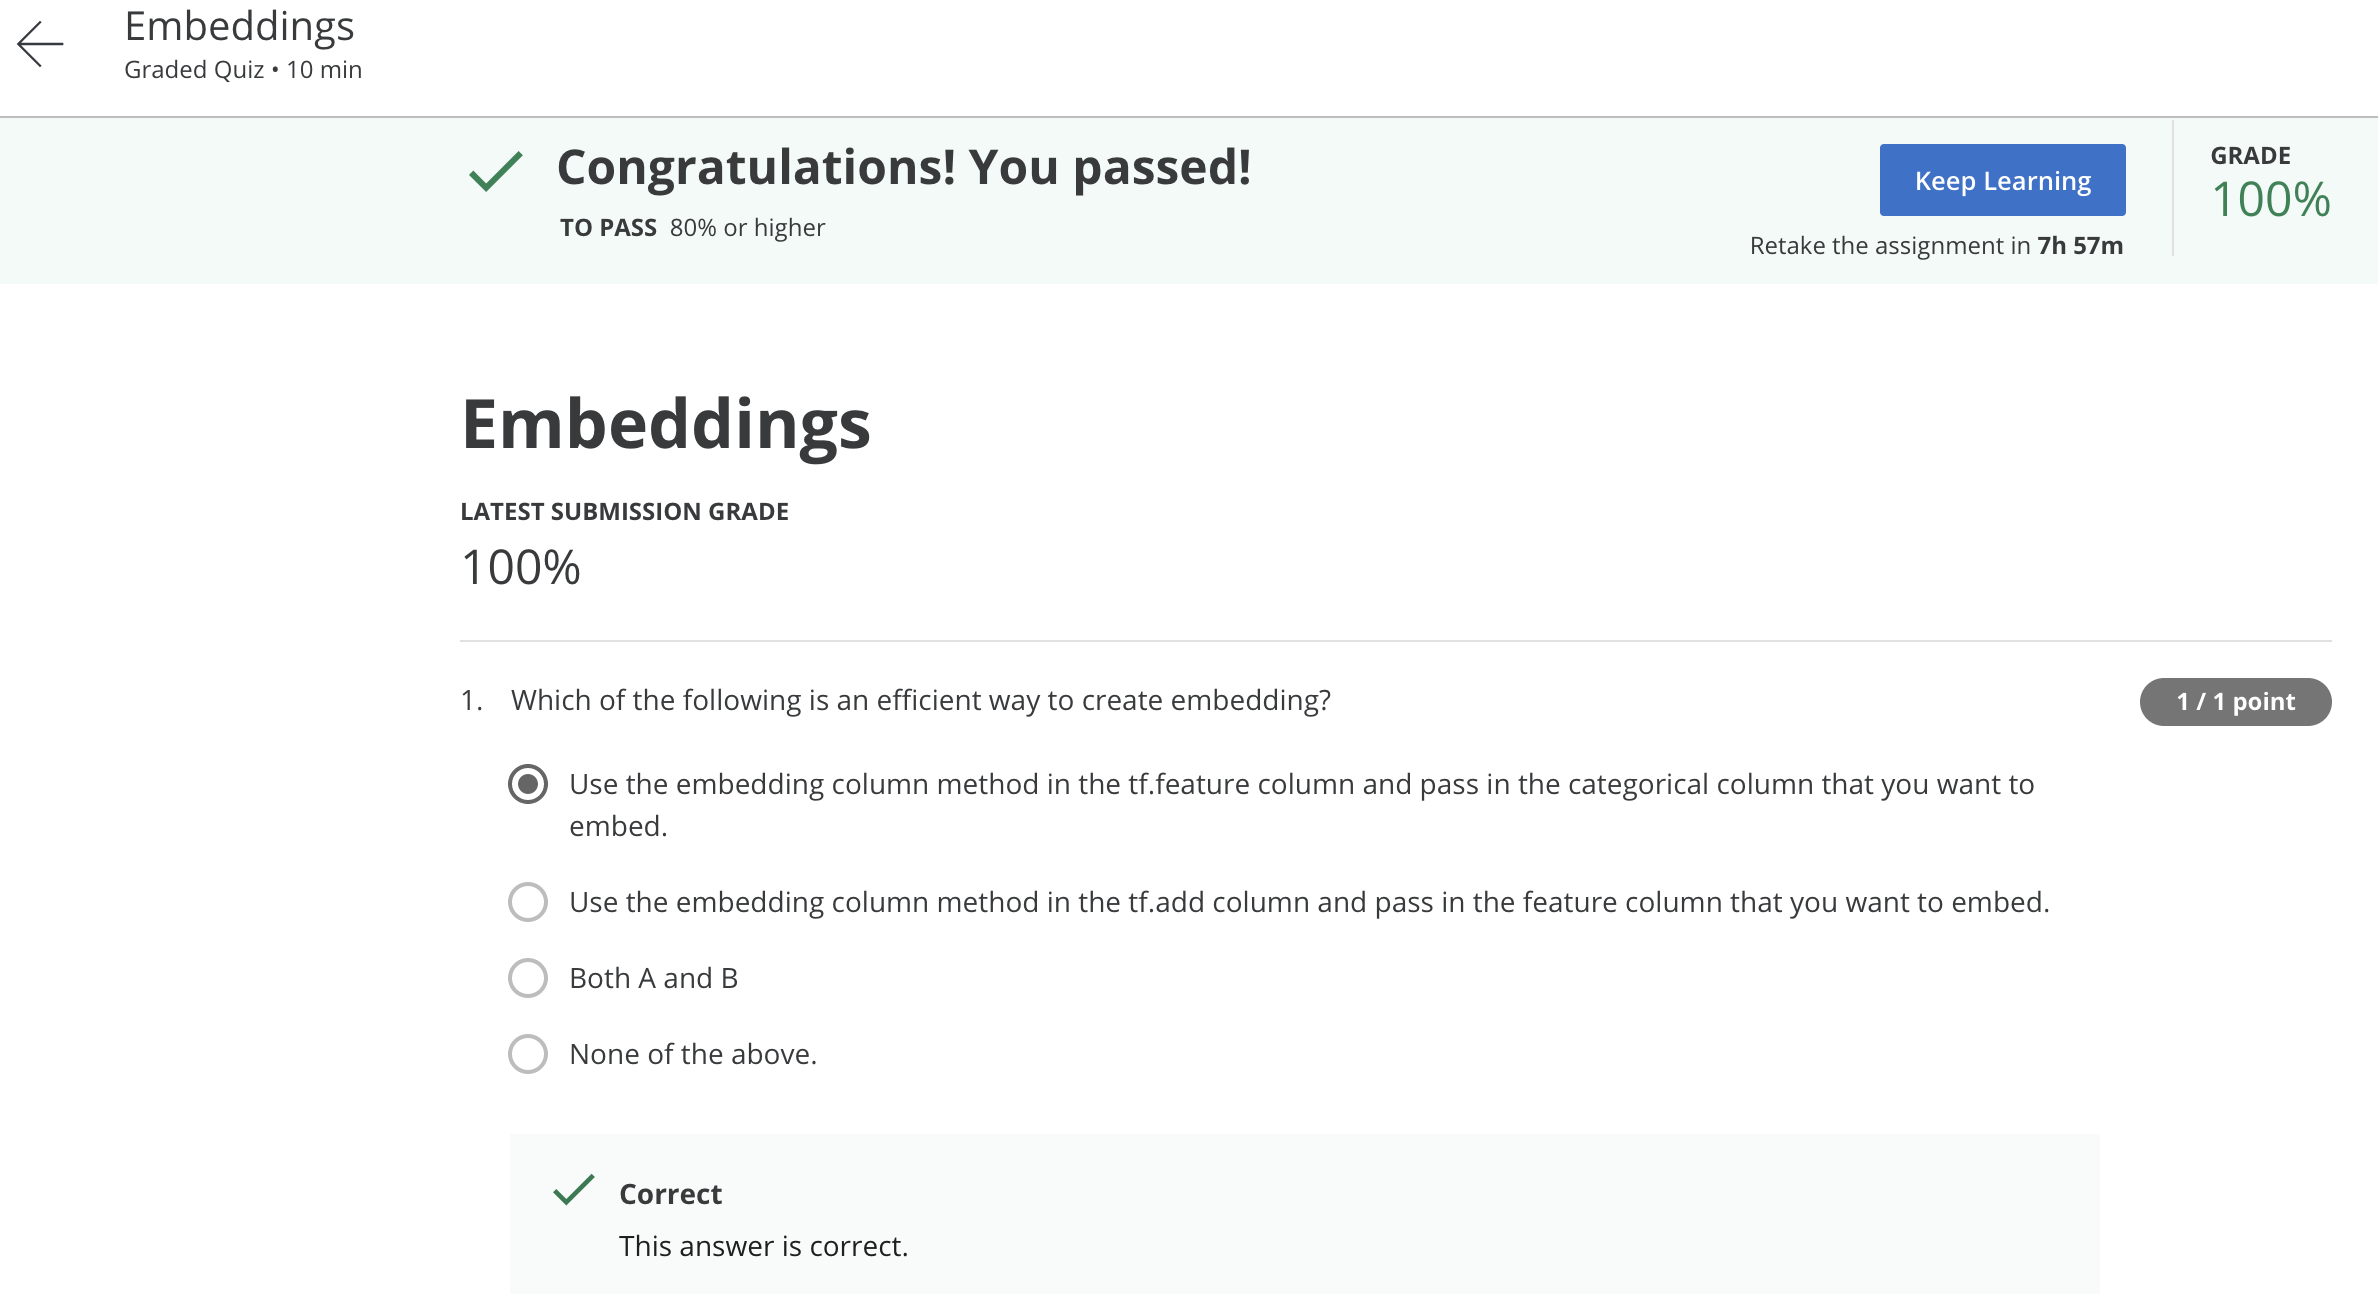 Embeddings
Graded Quiz • 10 min
Congratulations! You passed!
TO PASS 80% or higher
Keep Learning
Retake the assignment in 7h 57m
GRADE
100%
Embeddings
LATEST SUBMISSION GRADE
100%
1. Which of the following is an efficient way to create embedding?
1 / 1 point
Use the embedding column method in the tf.feature column and pass in the categorical column that you want to
embed.
Use the embedding column method in the tf.add column and pass in the feature column that you want to embed.
Both A and B
None of the above.
Correct
This answer is correct.